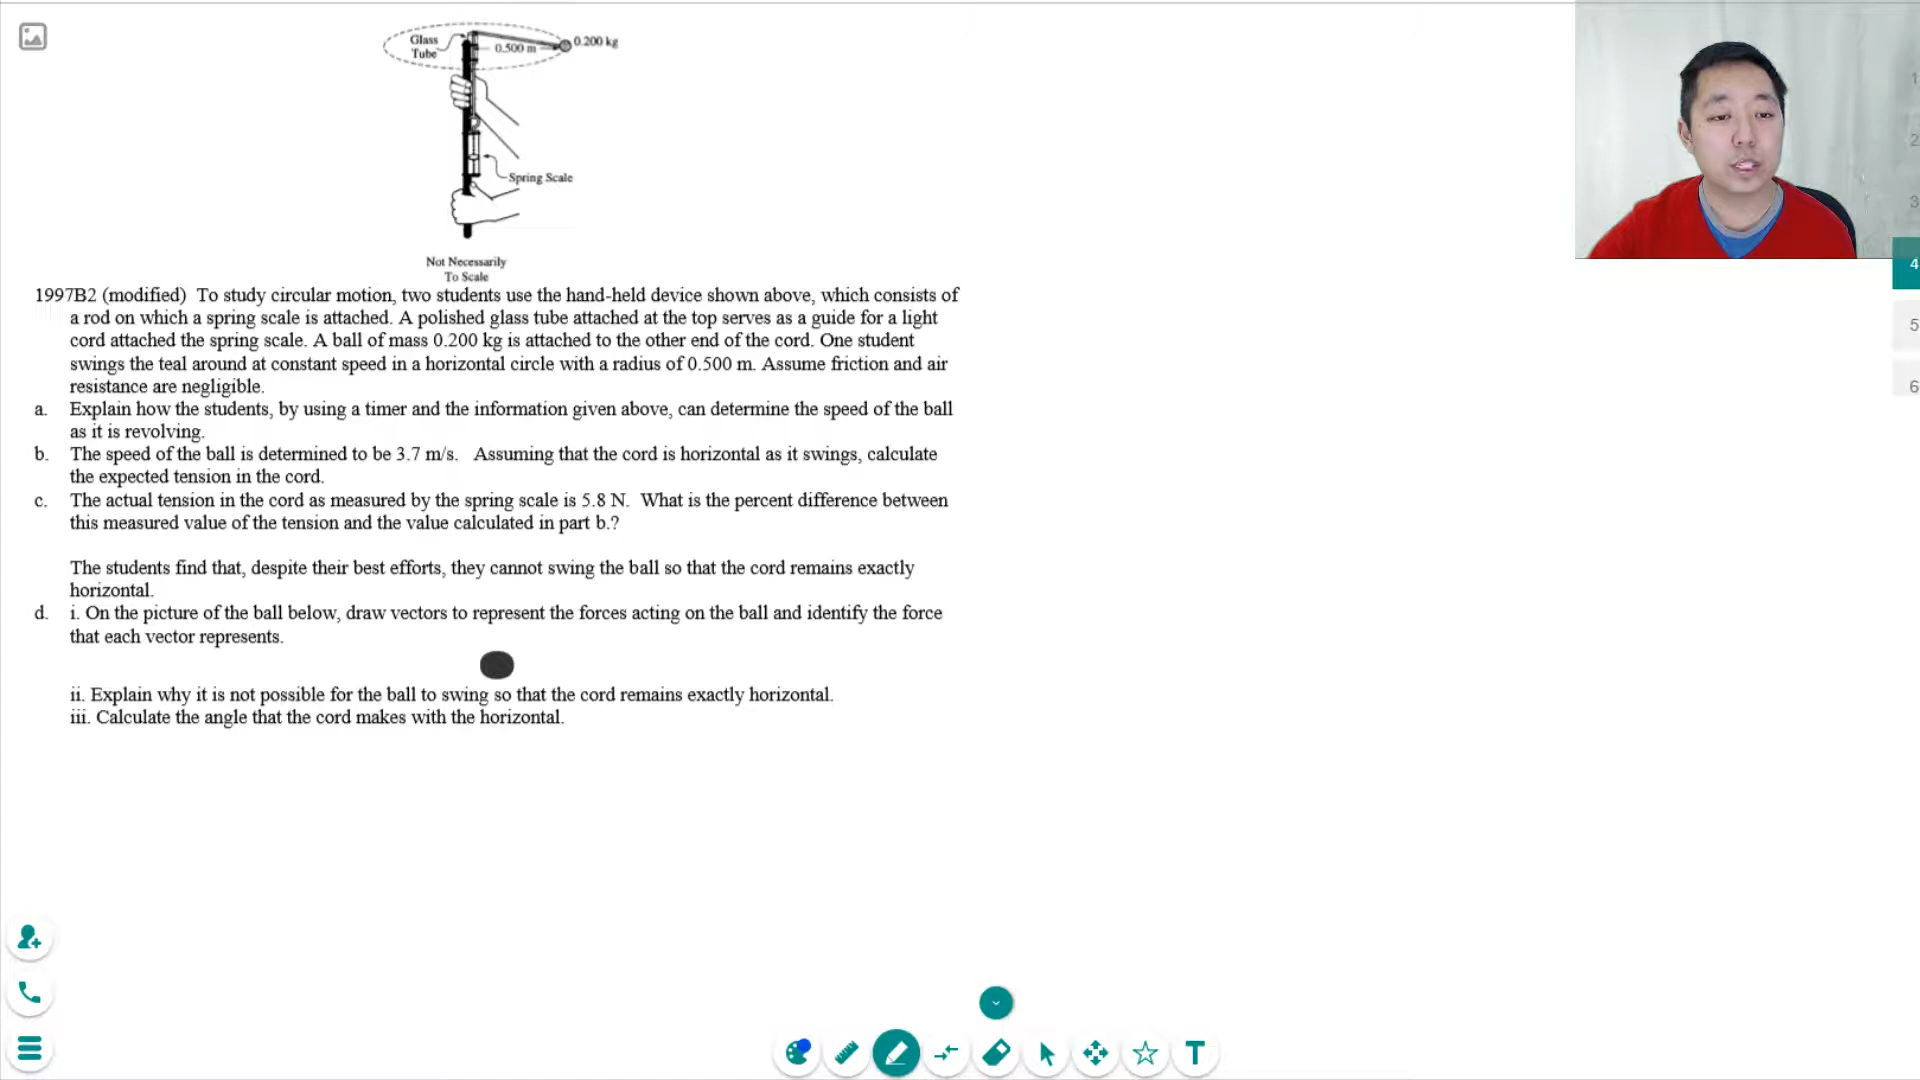 Glass
Tube
0.500 m
0.200 kg
Spring Scale
Not Necessarily
To Scale
1997B2 (modified) To study circular motion, two students use the hand-held device shown above, which consists of
a rod on which a spring scale is attached. A polished glass tube attached at the top serves as a guide for a light
cord attached the spring scale. A ball of mass 0.200 kg is attached to the other end of the cord. One student
swings the teal around at constant speed in a horizontal circle with a radius of 0.500 m. Assume friction and air
resistance are negligible.
a. Explain how the students, by using a timer and the information given above, can determine the speed of the ball
as it is revolving.
b. The speed of the ball is determined to be 3.7 m/s. Assuming that the cord is horizontal as it swings, calculate
the expected tension in the cord.
c. The actual tension in the cord as measured by the spring scale is 5.8 N. What is the percent difference between
this measured value of the tension and the value calculated in part b.?
The students find that, despite their best efforts, they cannot swing the ball so that the cord remains exactly
horizontal.
d. i. On the picture of the ball below, draw vectors to represent the forces acting on the ball and identify the force
that each vector represents.
ii. Explain why it is not possible for the ball to swing so that the cord remains exactly horizontal.
iii. Calculate the angle that the cord makes with the horizontal.
1
2
3
4
5
6
T